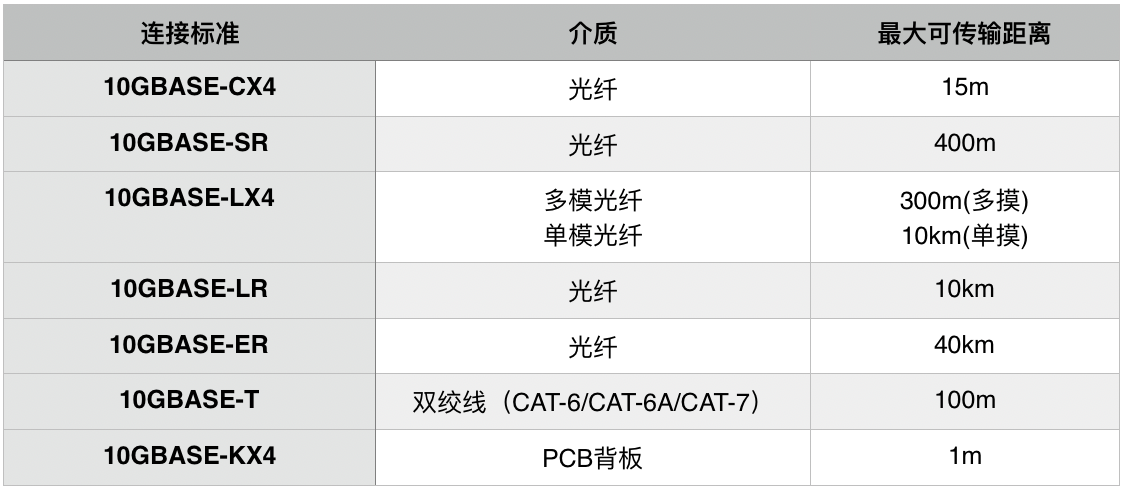 连接标准 介质 最大可传输距离
10GBASE-CX4 光纤 15m
10GBASE-SR 光纤 400m
10GBASE-LX4 多模光纤 300m(多摸)
单模光纤 10km(单摸)
10GBASE-LR 光纤 10km
10GBASE-ER 光纤 40km
10GBASE-T 双绞线（CAT-6/CAT-6A/CAT-7） 100m
10GBASE-KX4 PCB背板 1m